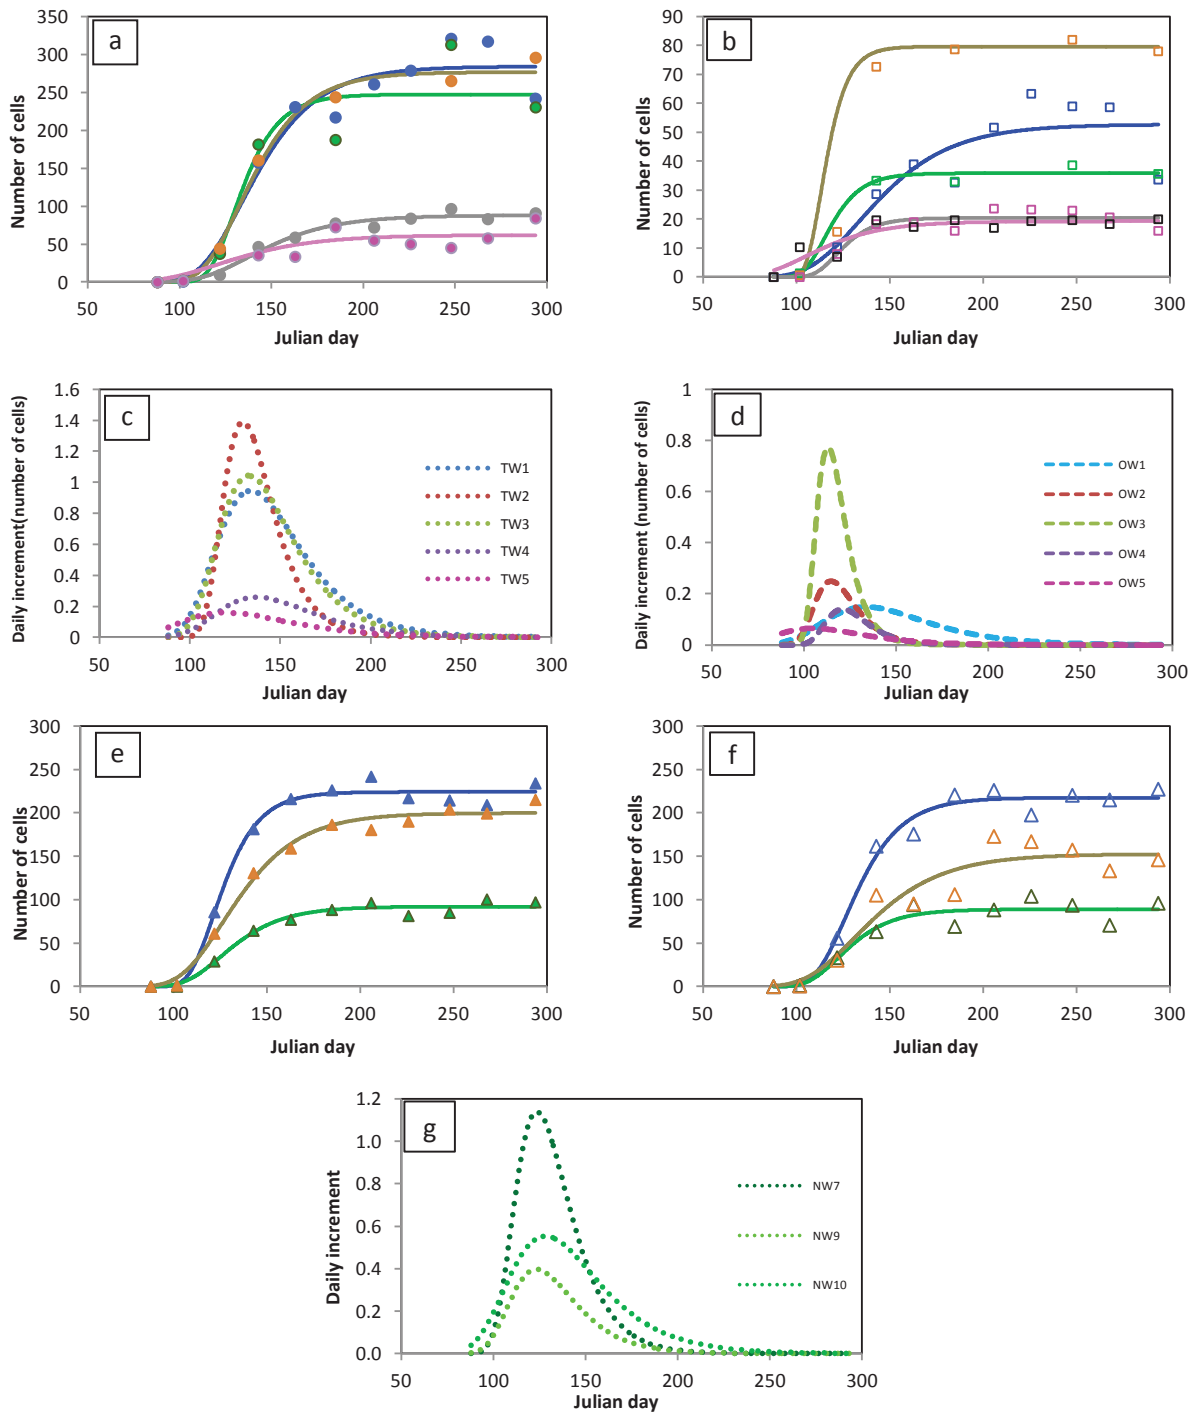 a
350
300
250
200
150
100
50
0
Number of cells
50 100 150 200 250 300
Julian day
b
90
80
70
60
50
40
30
20
10
0
Number of cells
50 100 150 200 250 300
Julian day
c
1.6
1.4
1.2
1
0.8
0.6
0.4
0.2
0
Daily increment(number of cells)
TW1
TW2
TW3
TW4
TW5
50 100 150 200 250 300
Julian day
d
1
0.8
0.6
0.4
0.2
0
Daily increment (number of cells)
OW1
OW2
OW3
OW4
OW5
50 100 150 200 250 300
Julian day
e
300
250
200
150
100
50
0
Number of cells
50 100 150 200 250 300
Julian day
f
300
250
200
150
100
50
0
Number of cells
50 100 150 200 250 300
Julian day
g
1.2
1.0
0.8
0.6
0.4
0.2
0.0
Daily increment
NW7
NW9
NW10
50 100 150 200 250 300
Julian day